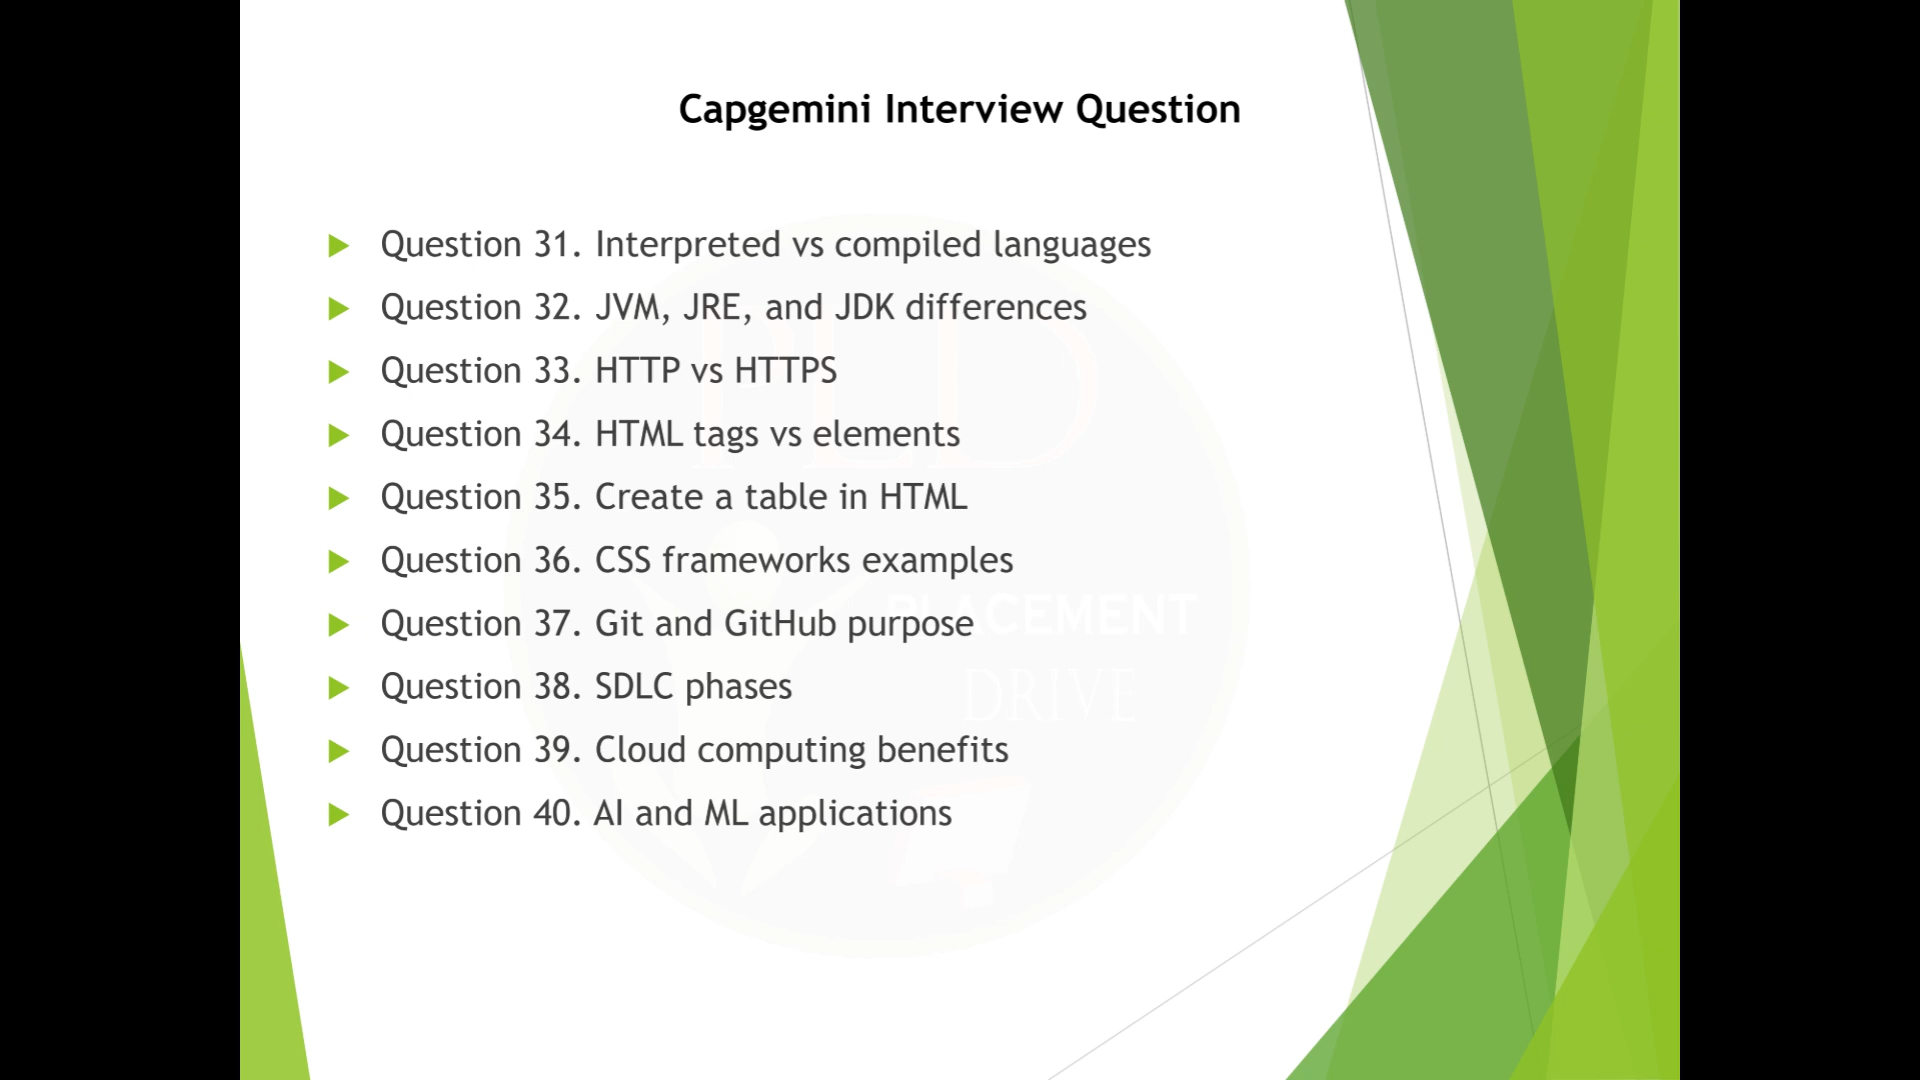 Capgemini Interview Question
Question 31. Interpreted vs compiled languages
Question 32. JVM, JRE, and JDK differences
Question 33. HTTP vs HTTPS
Question 34. HTML tags vs elements
Question 35. Create a table in HTML
Question 36. CSS frameworks examples
Question 37. Git and GitHub purpose
Question 38. SDLC phases
Question 39. Cloud computing benefits
Question 40. AI and ML applications
PLD
PLACEMENT
DRIVE